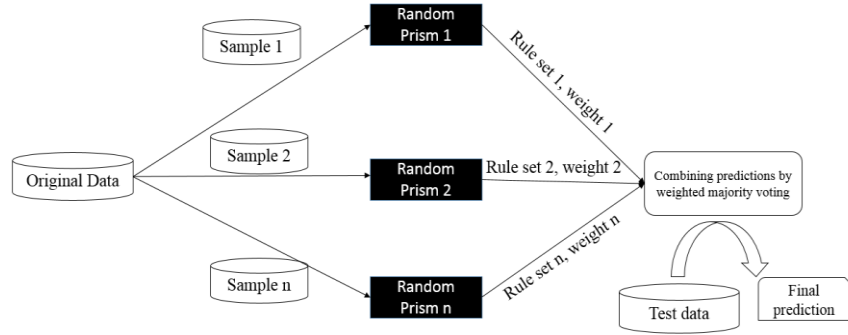 Sample 1
Random
Prism 1
Rule set 1, weight 1
Original Data
Sample 2
Random
Prism 2
Rule set 2, weight 2
Combining predictions by
weighted majority voting
Sample n
Random
Prism n
Rule set n, weight n
Test data
Final
prediction